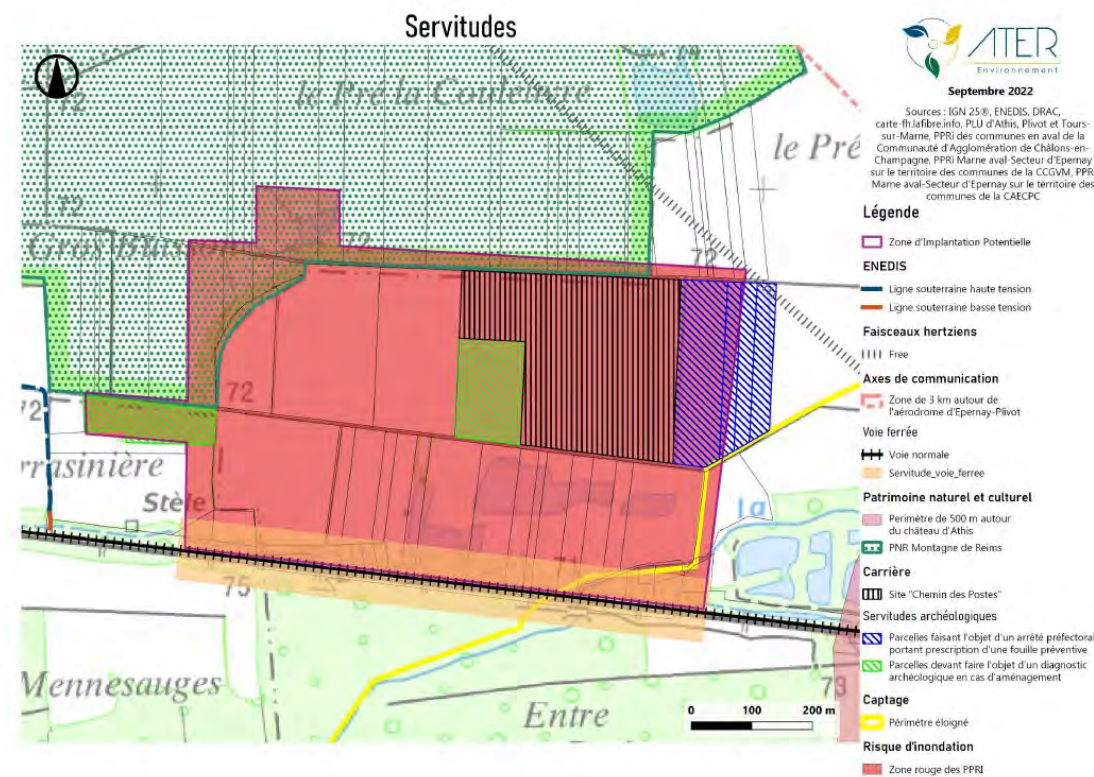 Servitudes
ATER
Environnement
Septembre 2022
Sources : IGN 25®, ENEDIS, DRAC,
carte-fh.lafibre.info, PLU d'Athis, Plivot et Tours-
sur-Marne, PPRi des communes en aval de la
Communauté d'Agglomération de Châlons-en-
Champagne, PPRi Marne aval-Secteur d'Epernay
sur le territoire des communes de la CCGVM, PPRi
Marne aval-Secteur d'Epernay sur le territoire des
communes de la CAECPC
Légende
Zone d'Implantation Potentielle
ENEDIS
Ligne souterraine haute tension
Ligne souterraine basse tension
Faisceaux hertziens
Free
Axes de communication
Zone de 3 km autour de
l'aérodrome d'Epernay-Plivot
Voie ferrée
Voie normale
Servitude_voie_ferree
Patrimoine naturel et culturel
Perimètre de 500 m autour
du château d'Athis
PNR Montagne de Reims
Carrière
Site "Chemin des Postes"
Servitudes archéologiques
Parcelles faisant l'objet d'un arrêté préfectoral
portant prescription d'une fouille préventive
Parcelles devant faire l'objet d'un diagnostic
archéologique en cas d'aménagement
Captage
Périmètre éloigné
Risque d'inondation
Zone rouge des PPRI
le Pré
72
72
72
72
72
Stèle
la
75
71
73
Mennesauges
Entre
0 100 200 m